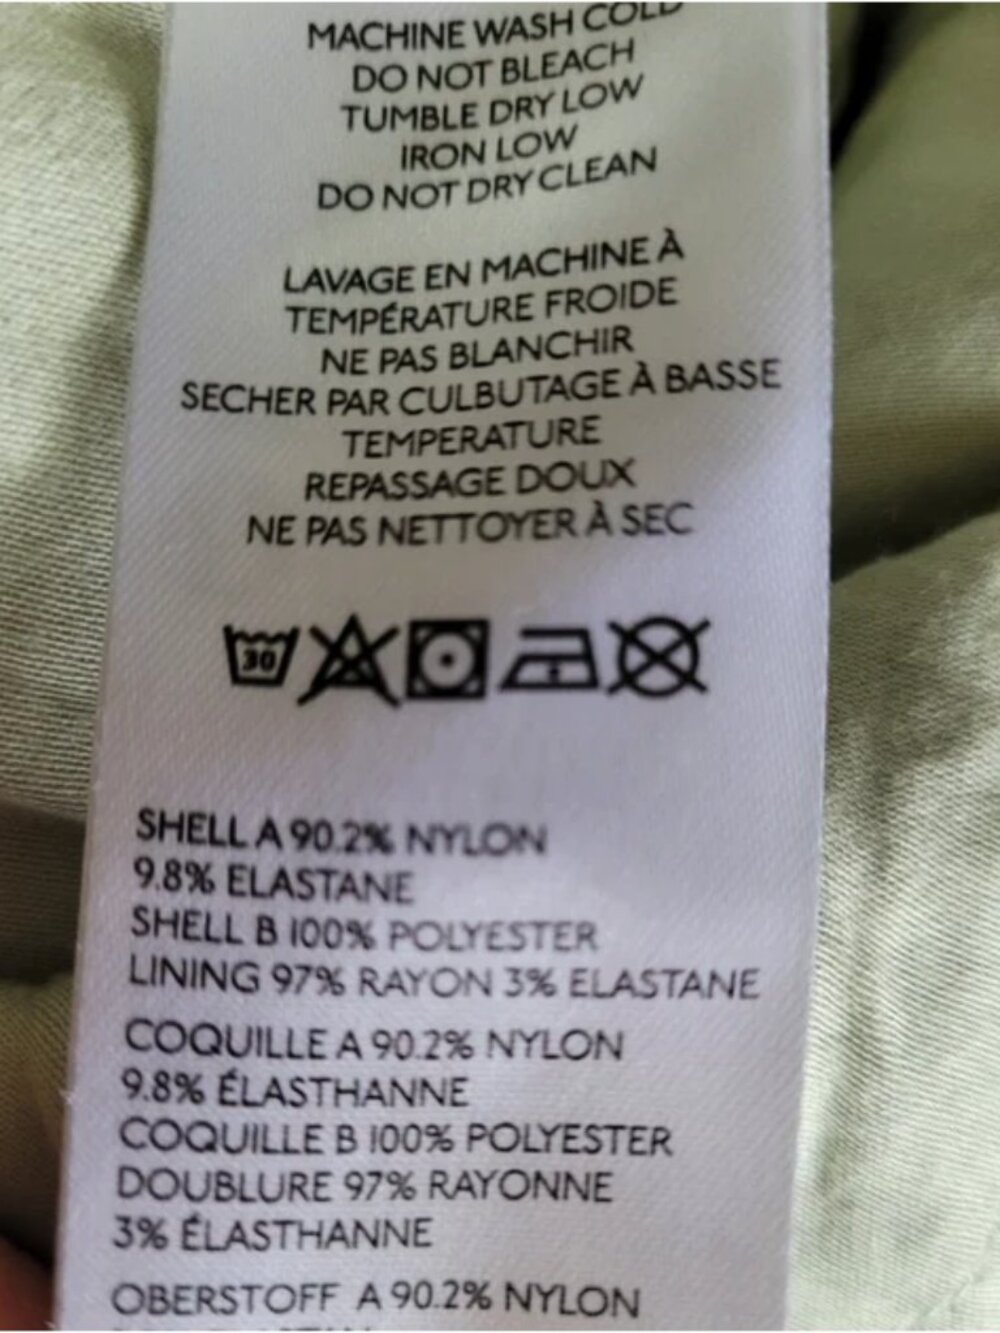 MACHINE WASH COLD
DO NOT BLEACH
TUMBLE DRY LOW
IRON LOW
DO NOT DRY CLEAN
LAVAGE EN MACHINE À
TEMPÉRATURE FROIDE
NE PAS BLANCHIR
SECHER PAR CULBUTAGE À BASSE
TEMPERATURE
REPASSAGE DOUX
NE PAS NETTOYER À SEC
30
SHELL A 90.2% NYLON
9.8% ELASTANE
SHELL B 100% POLYESTER
LINING 97% RAYON 3% ELASTANE
COQUILLE A 90.2% NYLON
9.8% ÉLASTHANNE
COQUILLE B 100% POLYESTER
DOUBLURE 97% RAYONNE
3% ÉLASTHANNE
OBERSTOFF A 90.2% NYLON